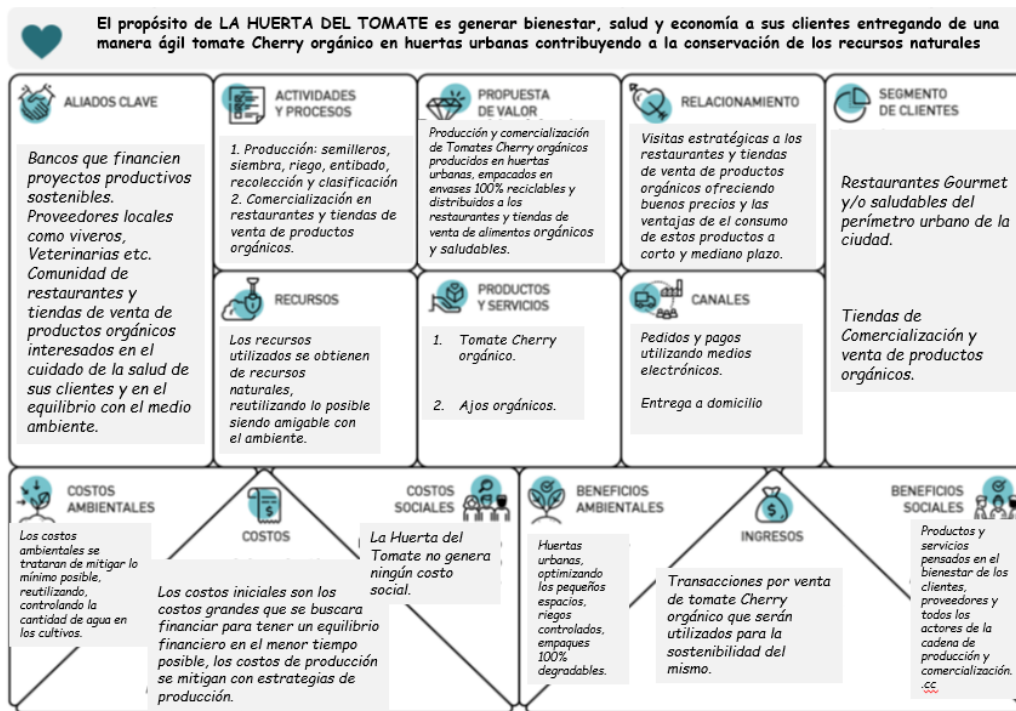 El propósito de LA HUERTA DEL TOMATE es generar bienestar, salud y economía a sus clientes entregando de una
manera ágil tomate Cherry orgánico en huertas urbanas contribuyendo a la conservación de los recursos naturales
ALIADOS CLAVE
Bancos que financien
proyectos productivos
sostenibles.
Proveedores locales
como viveros,
Veterinarias etc.
Comunidad de
restaurantes y
tiendas de venta de
productos orgánicos
interesados en el
cuidado de la salud de
sus clientes y en el
equilibrio con el medio
ambiente.
ACTIVIDADES
Y PROCESOS
1. Producción: semilleros,
siembra, riego, entibado,
recolección y clasificación
2. Comercialización en
restaurantes y tiendas de
venta de productos
orgánicos.
RECURSOS
Los recursos
utilizados se obtienen
de recursos
naturales,
reutilizando lo posible
siendo amigable con
el ambiente.
PROPUESTA
DE VALOR
Producción y comercialización
de Tomates Cherry orgánicos
producidos en huertas
urbanas, empacados en
envases 100% reciclables y
distribuidos a los
restaurantes y tiendas de
venta de alimentos orgánicos
y saludables.
PRODUCTOS
Y SERVICIOS
1. Tomate Cherry
orgánico.
2. Ajos orgánicos.
RELACIONAMIENTO
Visitas estratégicas a los
restaurantes y tiendas
de venta de productos
orgánicos ofreciendo
buenos precios y las
ventajas de el consumo
de estos productos a
corto y mediano plazo.
CANALES
Pedidos y pagos
utilizando medios
electrónicos.
Entrega a domicilio
SEGMENTO
DE CLIENTES
Restaurantes Gourmet
y/o saludables del
perímetro urbano de la
ciudad.
Tiendas de
Comercialización y
venta de productos
orgánicos.
COSTOS
AMBIENTALES
Los costos
ambientales se
trataran de mitigar lo
mínimo posible,
reutilizando,
controlando la
cantidad de agua en
los cultivos.
COSTOS
Los costos iniciales son los
costos grandes que se buscara
financiar para tener un equilibrio
financiero en el menor tiempo
posible, los costos de producción
se mitigan con estrategias de
producción.
COSTOS
SOCIALES
La Huerta del
Tomate no genera
ningún costo
social.
BENEFICIOS
AMBIENTALES
Huertas
urbanas,
optimizando
los pequeños
espacios,
riegos
controlados,
empaques
100%
degradables.
INGRESOS
Transacciones por venta
de tomate Cherry
orgánico que serán
utilizados para la
sostenibilidad del
mismo.
BENEFICIOS
SOCIALES
Productos y
servicios
pensados en el
bienestar de los
clientes,
proveedores y
todos los
actores de la
cadena de
producción y
comercialización.
.cc